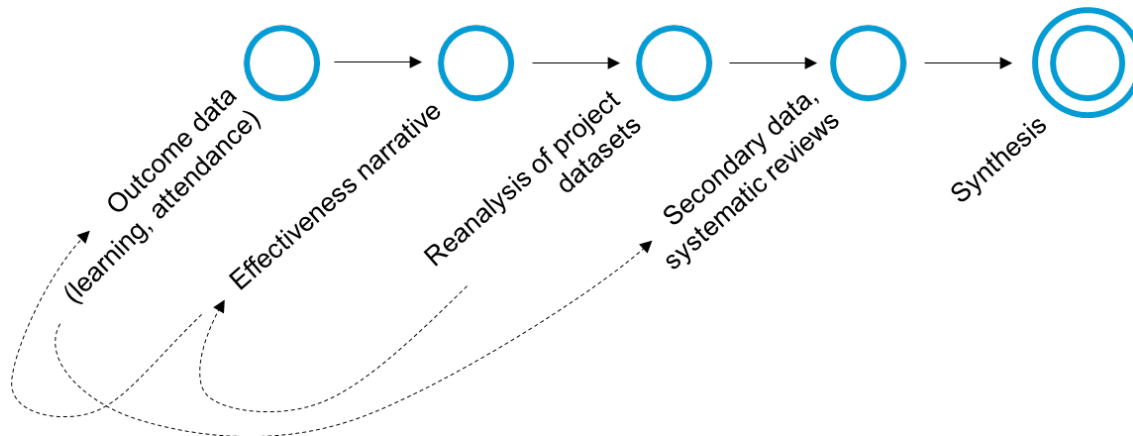 Outcome data
(learning, attendance)
Effectiveness narrative
Reanalysis of project
datasets
Secondary data,
systematic reviews
Synthesis